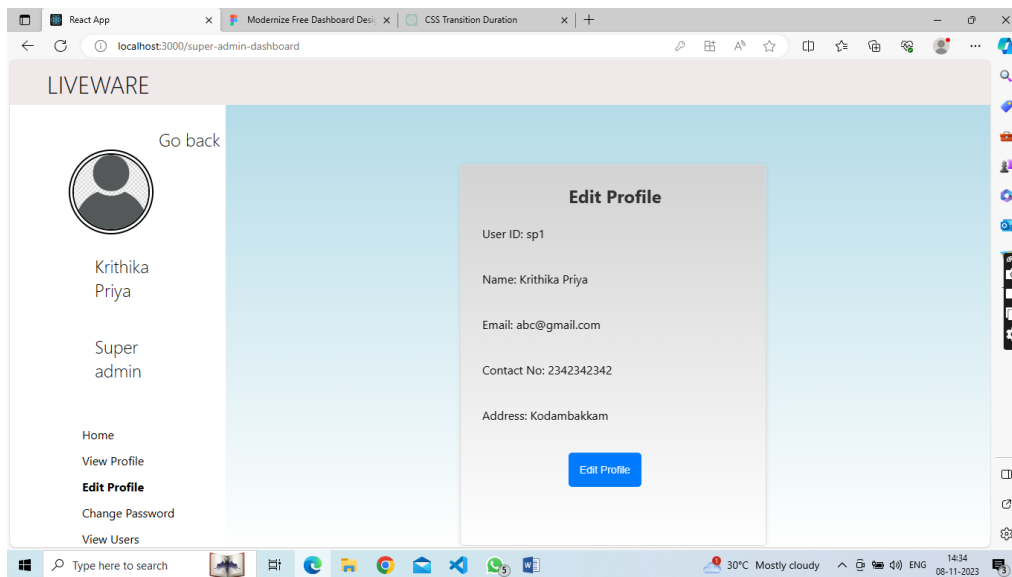 React App
Modernize Free Dashboard Desig
CSS Transition Duration
localhost:3000/super-admin-dashboard
LIVEWARE
Go back
Krithika
Priya
Super
admin
Home
View Profile
Edit Profile
Change Password
View Users
Edit Profile
User ID: sp1
Name: Krithika Priya
Email: abc@gmail.com
Contact No: 2342342342
Address: Kodambakkam
Edit Profile
Type here to search
5
30°C Mostly cloudy
ENG
14:34
08-11-2023
3